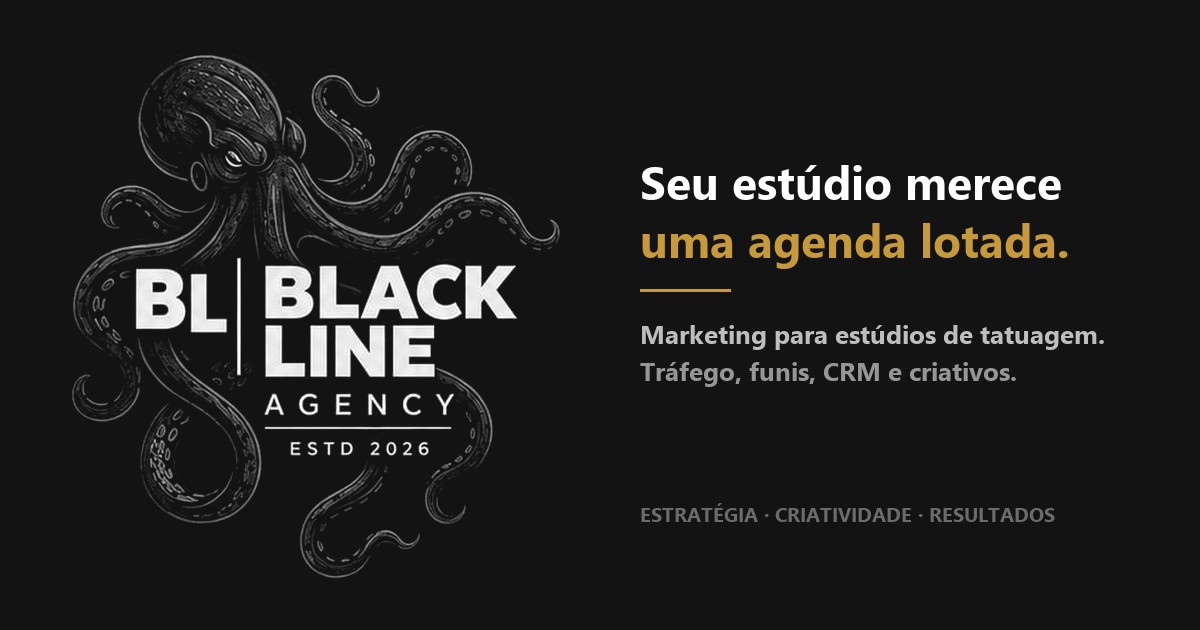 BL
BLACK
LINE
AGENCY
ESTD 2026
Seu estúdio merece
uma agenda lotada.
Marketing para estúdios de tatuagem.
Tráfego, funis, CRM e criativos.
ESTRATÉGIA · CRIATIVIDADE · RESULTADOS